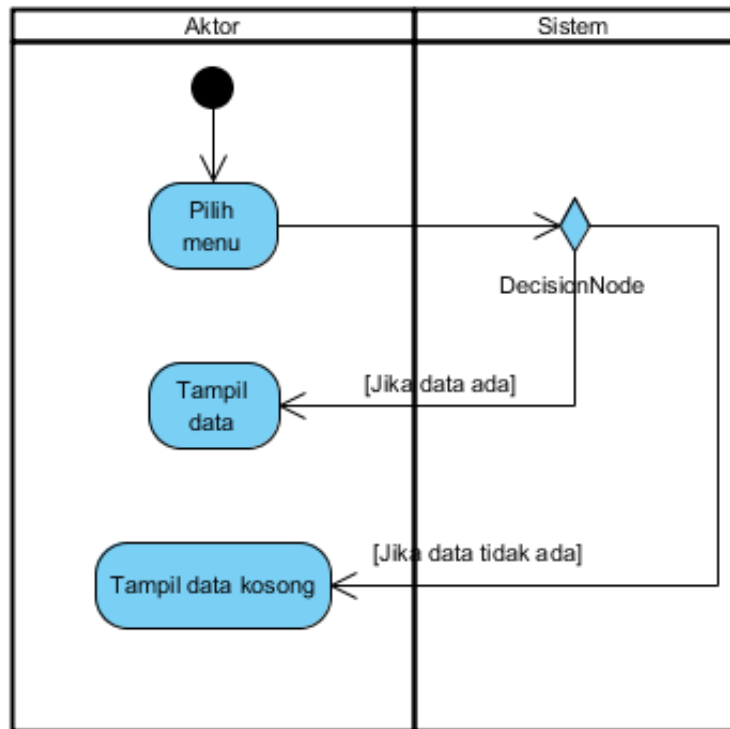 Aktor
Sistem
Pilih
menu
DecisionNode
[Jika data ada]
Tampil
data
[Jika data tidak ada]
Tampil data kosong